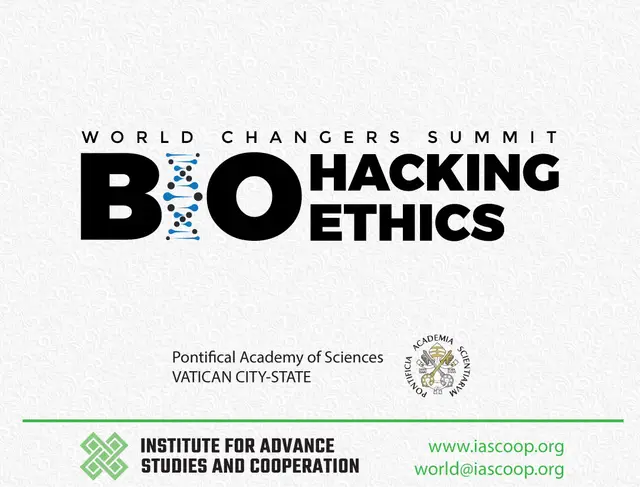 WORLD CHANGERS SUMMIT
BIO HACKING
ETHICS
Pontifical Academy of Sciences
VATICAN CITY-STATE
PONTIFICIA ACADEMIA SCIENTIARVM
INSTITUTE FOR ADVANCE
STUDIES AND COOPERATION
www.iascoop.org
world@iascoop.org